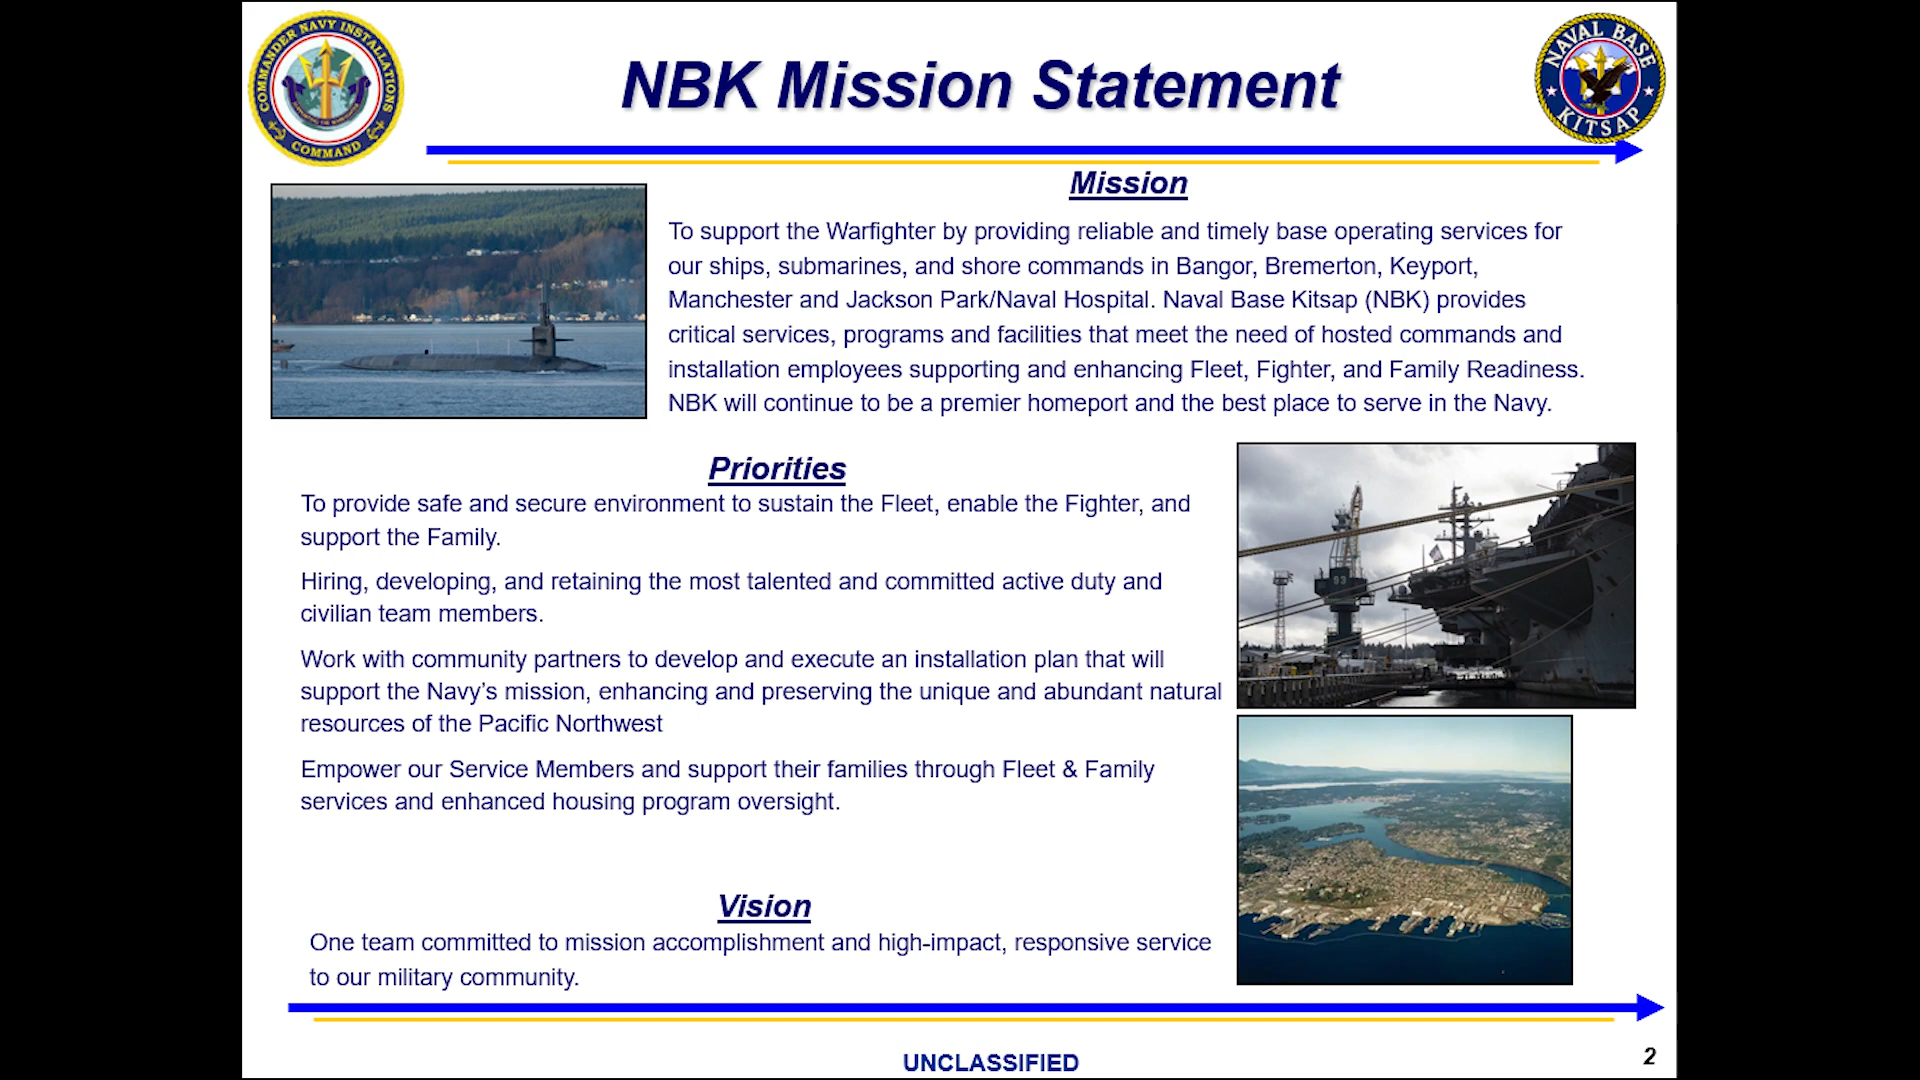 COMMANDER NAVY INSTALLATIONS
COMMAND
NBK Mission Statement
NAVAL BASE
KITSAP
Mission
To support the Warfighter by providing reliable and timely base operating services for
our ships, submarines, and shore commands in Bangor, Bremerton, Keyport,
Manchester and Jackson Park/Naval Hospital. Naval Base Kitsap (NBK) provides
critical services, programs and facilities that meet the need of hosted commands and
installation employees supporting and enhancing Fleet, Fighter, and Family Readiness.
NBK will continue to be a premier homeport and the best place to serve in the Navy.
Priorities
To provide safe and secure environment to sustain the Fleet, enable the Fighter, and
support the Family.
Hiring, developing, and retaining the most talented and committed active duty and
civilian team members.
Work with community partners to develop and execute an installation plan that will
support the Navy’s mission, enhancing and preserving the unique and abundant natural
resources of the Pacific Northwest
Empower our Service Members and support their families through Fleet & Family
services and enhanced housing program oversight.
93
Vision
One team committed to mission accomplishment and high-impact, responsive service
to our military community.
UNCLASSIFIED
2